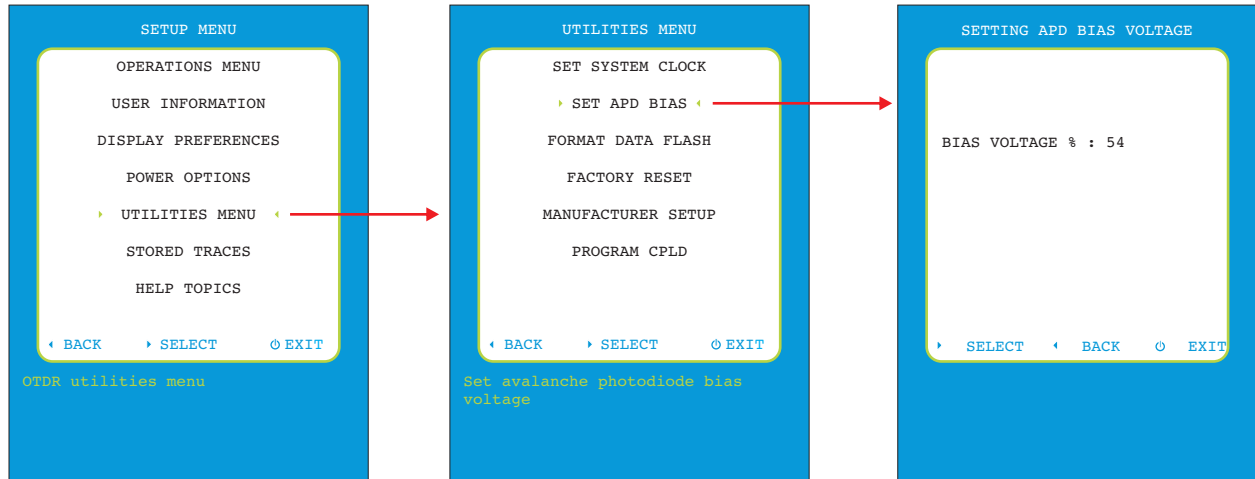 SETUP MENU
OPERATIONS MENU
USER INFORMATION
DISPLAY PREFERENCES
POWER OPTIONS
UTILITIES MENU
STORED TRACES
HELP TOPICS
BACK SELECT EXIT
OTDR utilities menu
UTILITIES MENU
SET SYSTEM CLOCK
SET APD BIAS
FORMAT DATA FLASH
FACTORY RESET
MANUFACTURER SETUP
PROGRAM CPLD
BACK SELECT EXIT
Set avalanche photodiode bias
voltage
SETTING APD BIAS VOLTAGE
BIAS VOLTAGE % : 54
SELECT BACK EXIT